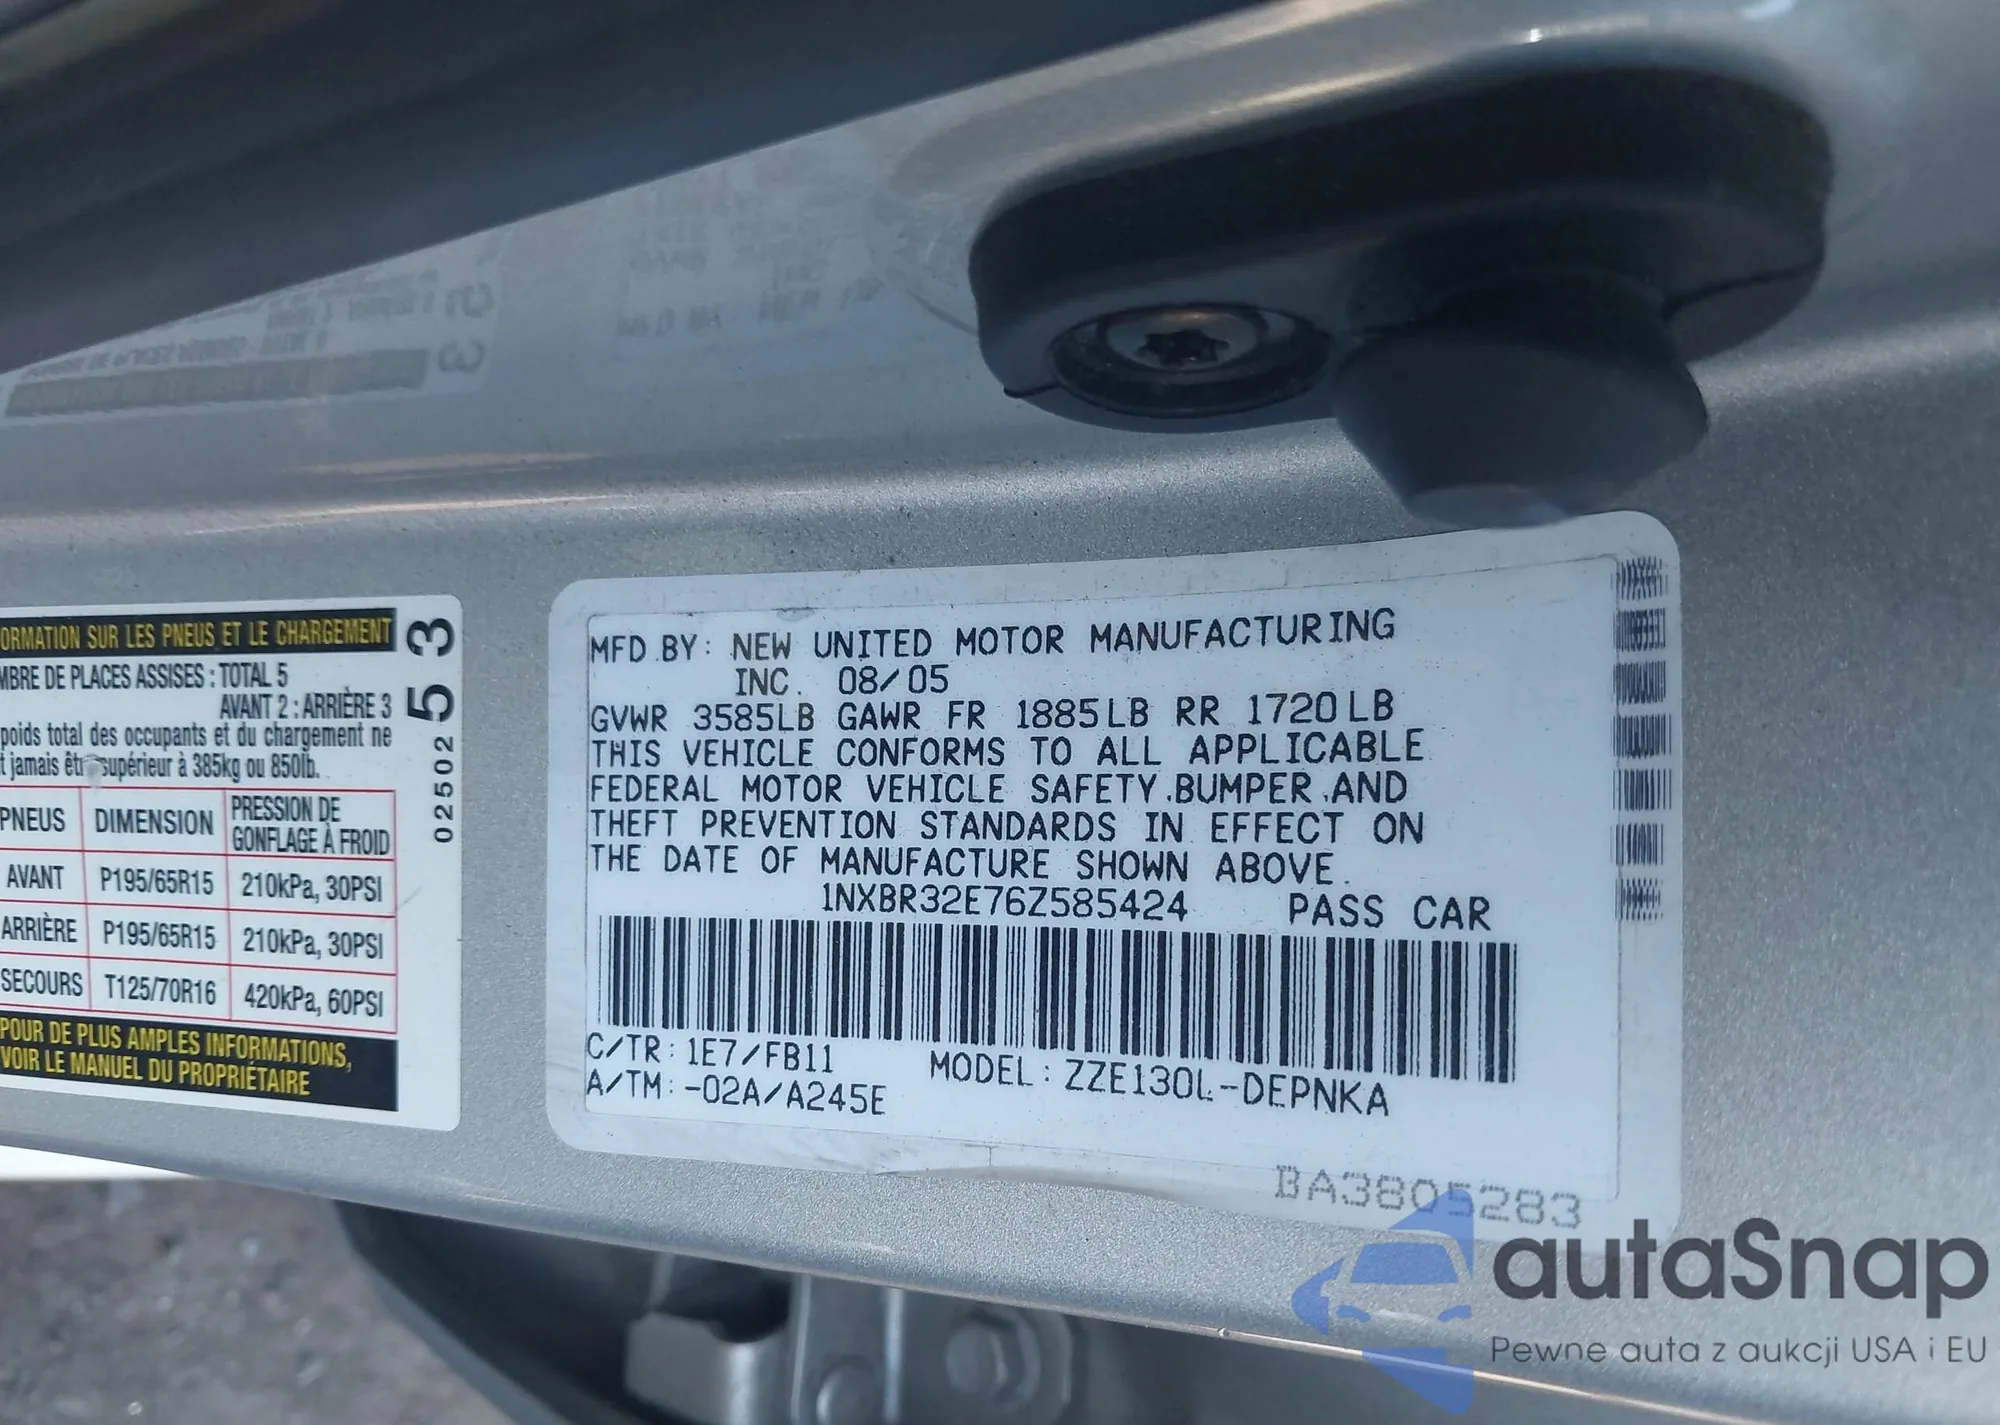 ORMATION SUR LES PNEUS ET LE CHARGEMENT
MBRE DE PLACES ASSISES : TOTAL 5
AVANT 2 : ARRIÈRE 3
poids total des occupants et du chargement ne
t jamais être supérieur à 385kg ou 850lb.
PNEUS DIMENSION PRESSION DE GONFLAGE À FROID
AVANT P195/65R15 210kPa, 30PSI
ARRIÈRE P195/65R15 210kPa, 30PSI
SECOURS T125/70R16 420kPa, 60PSI
POUR DE PLUS AMPLES INFORMATIONS,
VOIR LE MANUEL DU PROPRIÉTAIRE
02502 53
MFD.BY: NEW UNITED MOTOR MANUFACTURING
INC. 08/05
GVWR 3585LB GAWR FR 1885LB RR 1720LB
THIS VEHICLE CONFORMS TO ALL APPLICABLE
FEDERAL MOTOR VEHICLE SAFETY,BUMPER,AND
THEFT PREVENTION STANDARDS IN EFFECT ON
THE DATE OF MANUFACTURE SHOWN ABOVE.
1NXBR32E76Z585424 PASS CAR
C/TR: 1E7/FB11
A/TM: -02A/A245E
MODEL: ZZE130L-DEPNKA
BA3805283
autaSnap
Pewne auta z aukcji USA i EU